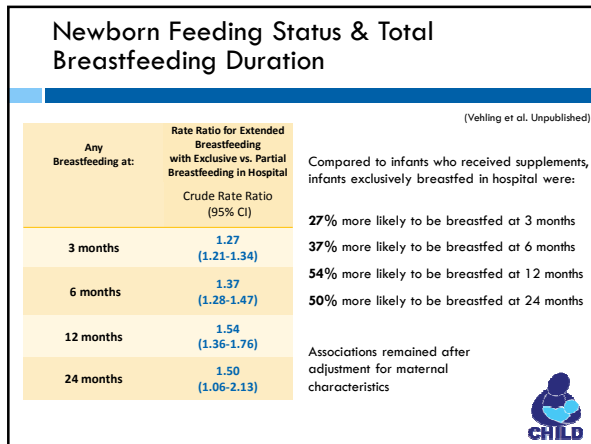 Newborn Feeding Status & Total
Breastfeeding Duration
(Vehling et al. Unpublished)
Any
Breastfeeding at:
Rate Ratio for Extended
Breastfeeding
with Exclusive vs. Partial
Breastfeeding in Hospital
Crude Rate Ratio
(95% CI)
3 months
1.27
(1.21-1.34)
6 months
1.37
(1.28-1.47)
12 months
1.54
(1.36-1.76)
24 months
1.50
(1.06-2.13)
Compared to infants who received supplements,
infants exclusively breastfed in hospital were:
27% more likely to be breastfed at 3 months
37% more likely to be breastfed at 6 months
54% more likely to be breastfed at 12 months
50% more likely to be breastfed at 24 months
Associations remained after
adjustment for maternal
characteristics
CHILD